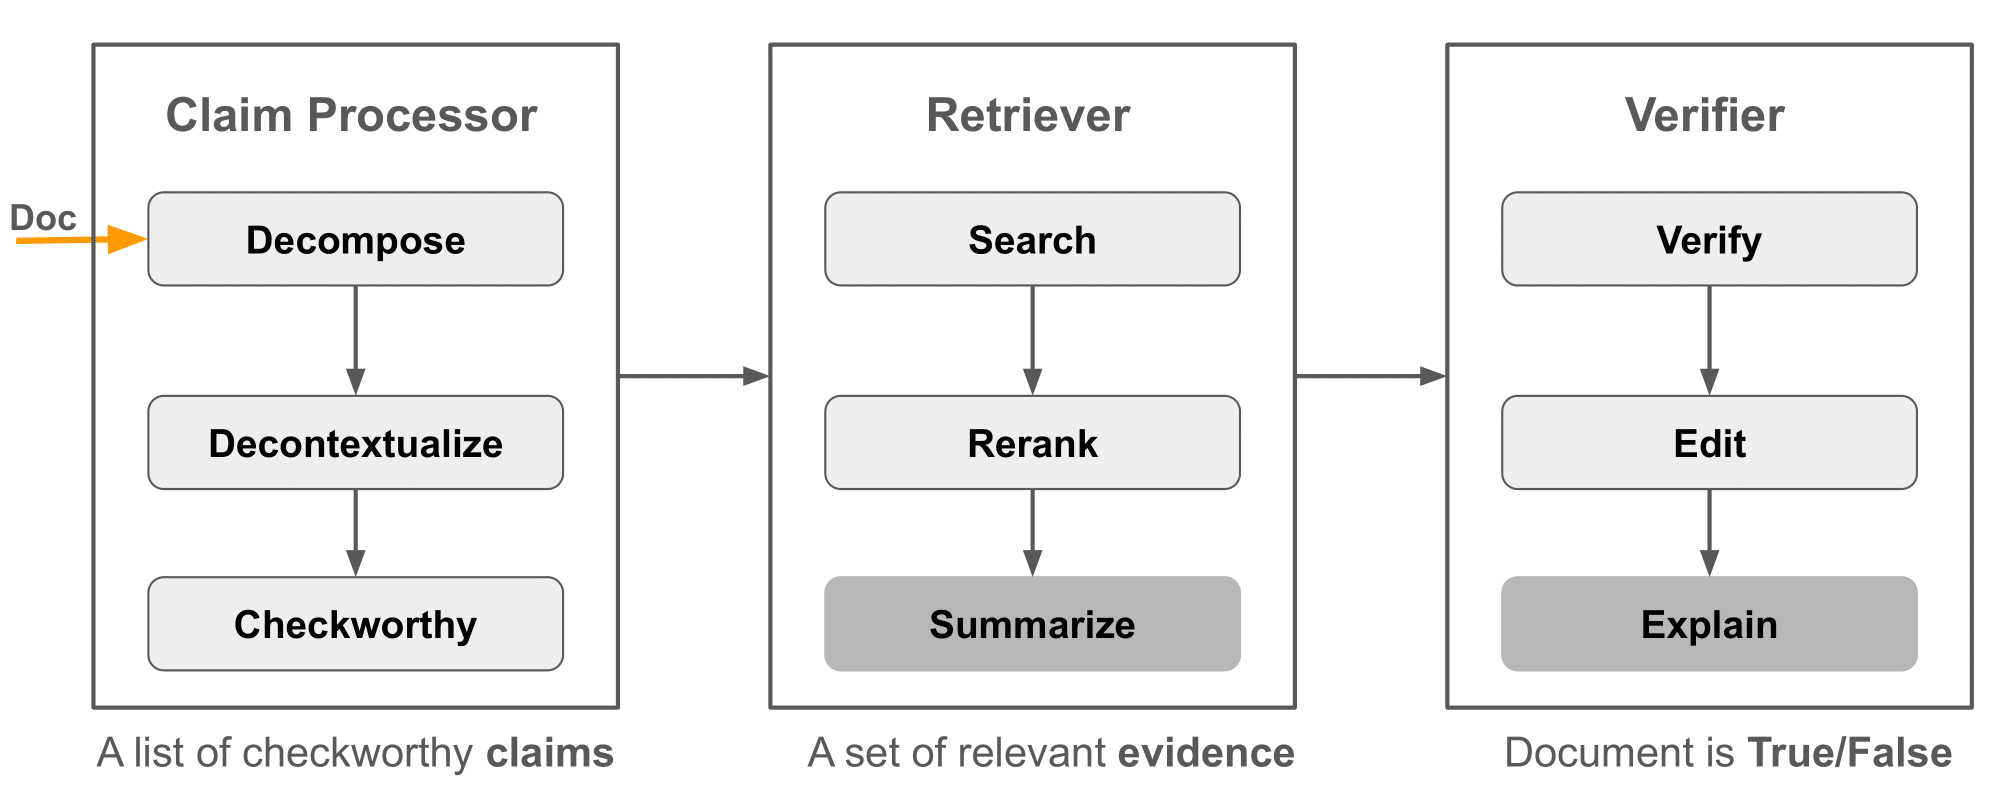 Doc
Claim Processor
Decompose
Decontextualize
Checkworthy
A list of checkworthy claims
Retriever
Search
Rerank
Summarize
A set of relevant evidence
Verifier
Verify
Edit
Explain
Document is True/False